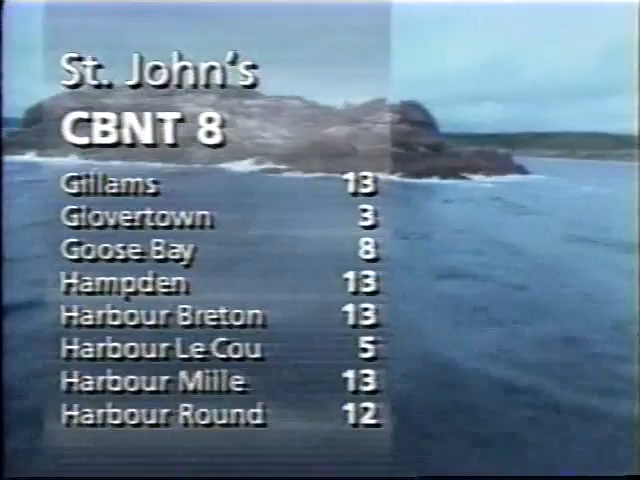 St. John's
CBNT 8
Gillams 13
Glovertown 3
Goose Bay 8
Hampden 13
Harbour Breton 13
Harbour Le Cou 5
Harbour Mille 13
Harbour Round 12